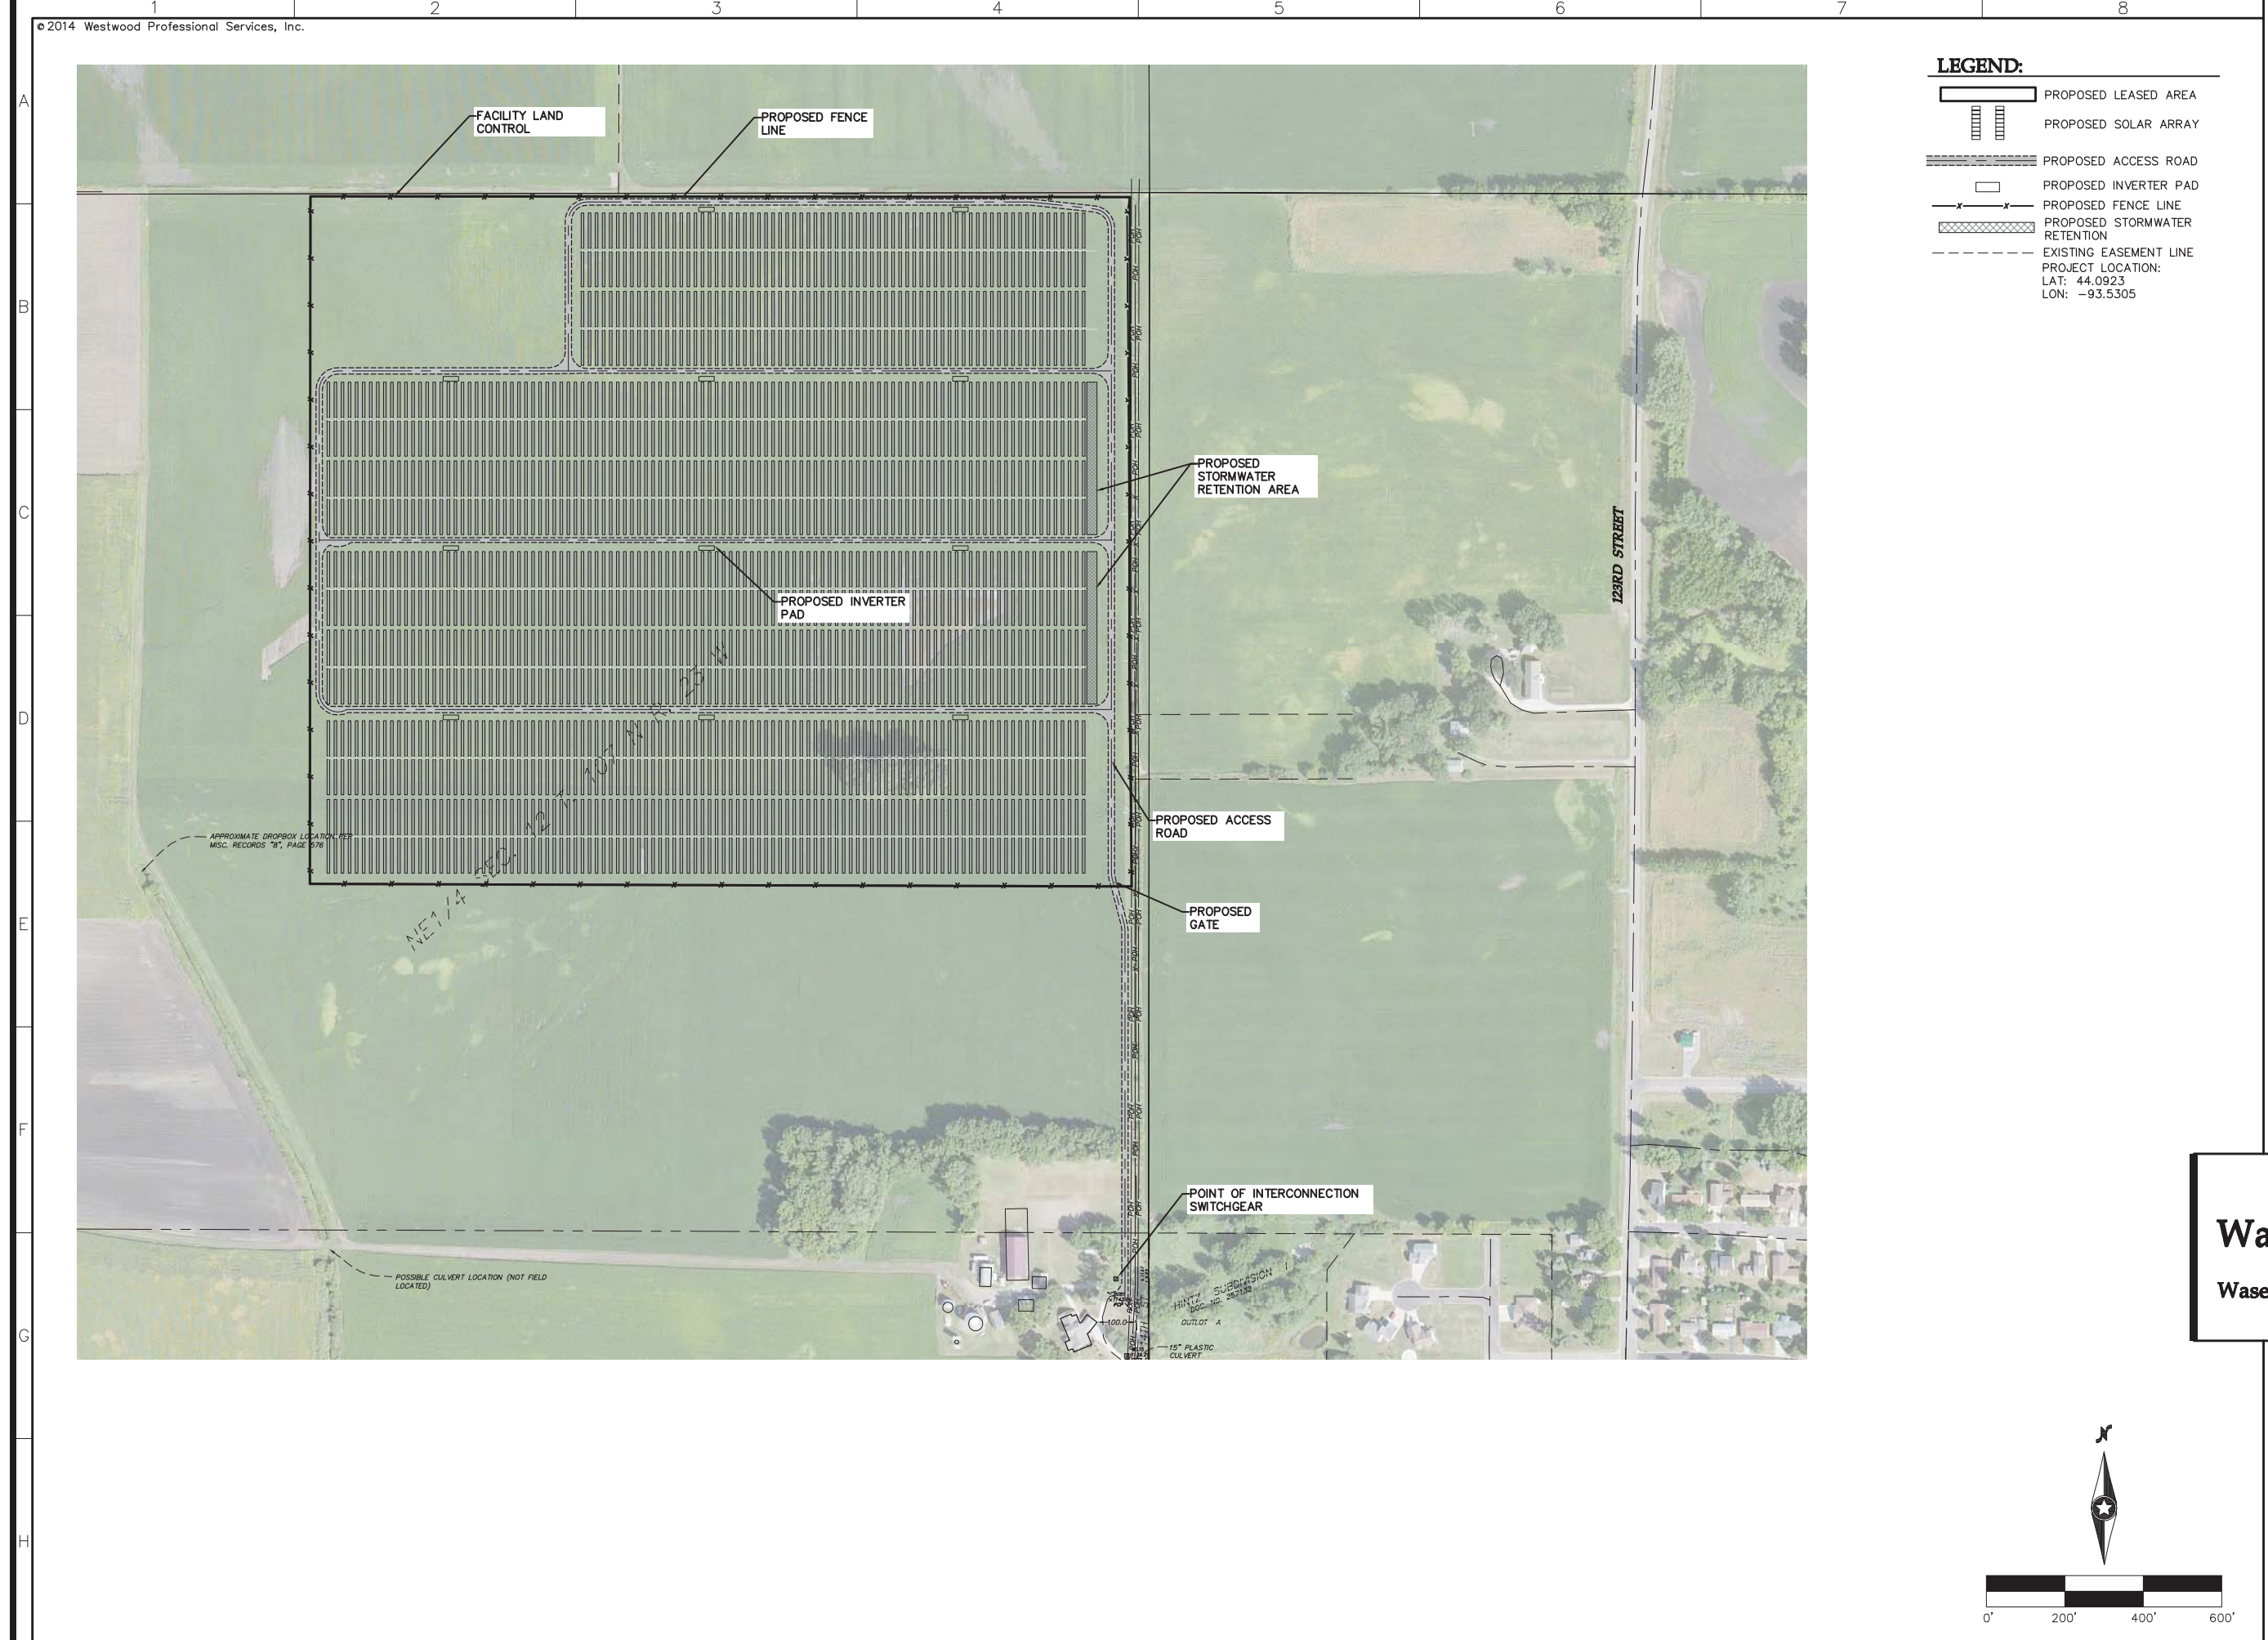 1 2 3 4 5 6 7 8
©2014 Westwood Professional Services, Inc.
A
B
C
D
E
F
G
H
LEGEND:
PROPOSED LEASED AREA
PROPOSED SOLAR ARRAY
PROPOSED ACCESS ROAD
PROPOSED INVERTER PAD
PROPOSED FENCE LINE
PROPOSED STORMWATER
RETENTION
EXISTING EASEMENT LINE
PROJECT LOCATION:
LAT: 44.0923
LON: -93.5305
FACILITY LAND
CONTROL
PROPOSED FENCE
LINE
PROPOSED
STORMWATER
RETENTION AREA
123RD STREET
PROPOSED INVERTER
PAD
NE1/4 SEC. 12 T. 107 N R. 23 W
APPROXIMATE DROPBOX LOCATION PER
MISC. RECORDS "8", PAGE 576
PROPOSED ACCESS
ROAD
PROPOSED
GATE
POINT OF INTERCONNECTION
SWITCHGEAR
POSSIBLE CULVERT LOCATION (NOT FIELD
LOCATED)
HINTZ SUBDIVISION 1
OUTLOT A
100.0
15" PLASTIC
CULVERT
POH
Wa
Wase
N
0' 200' 400' 600'